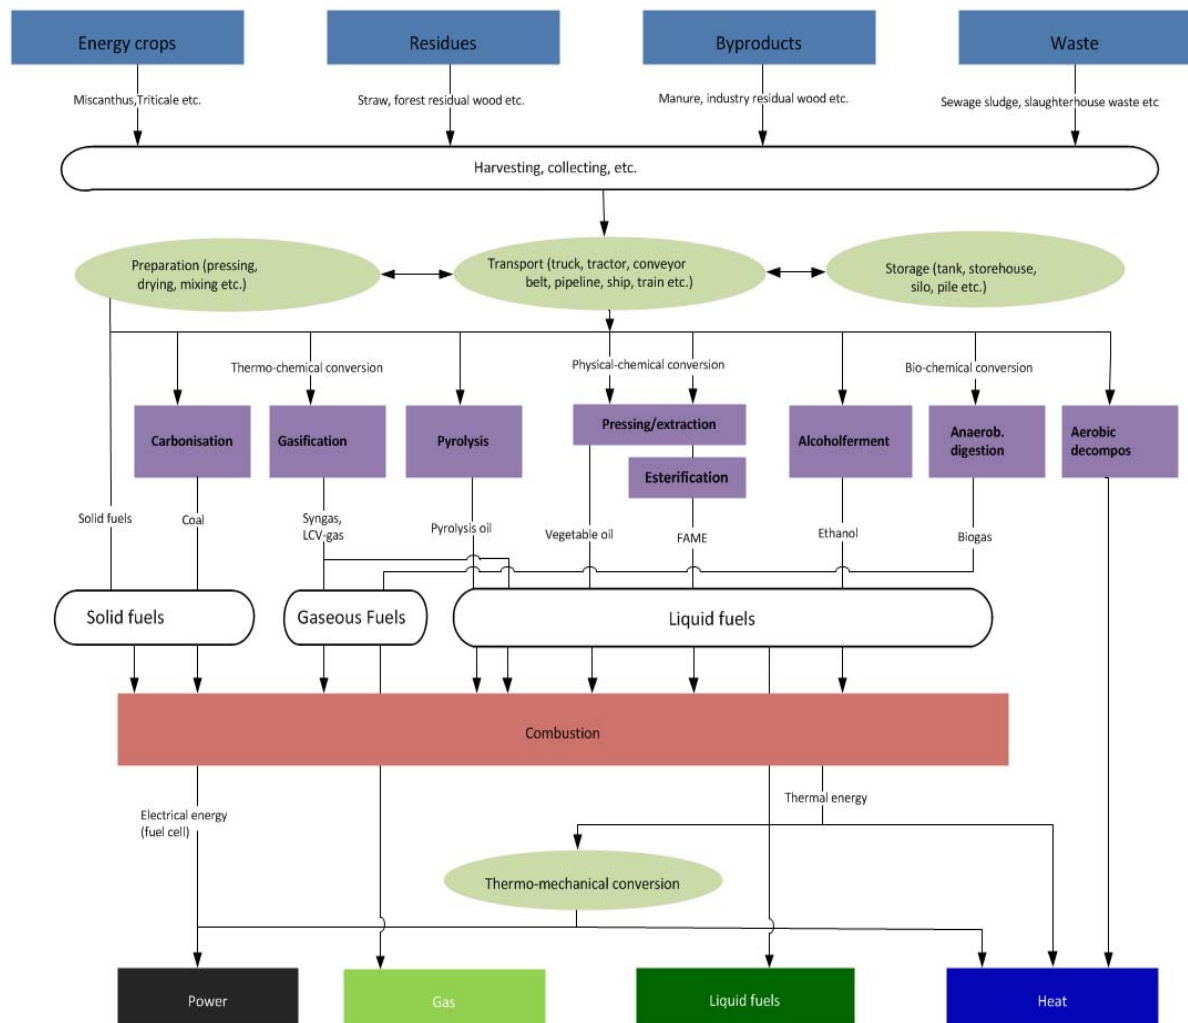 Energy crops
Residues
Byproducts
Waste
Miscanthus,Triticale etc.
Straw, forest residual wood etc.
Manure, industry residual wood etc.
Sewage sludge, slaughterhouse waste etc
Harvesting, collecting, etc.
Preparation (pressing,
drying, mixing etc.)
Transport (truck, tractor, conveyor
belt, pipeline, ship, train etc.)
Storage (tank, storehouse,
silo, pile etc.)
Thermo-chemical conversion
Physical-chemical conversion
Bio-chemical conversion
Carbonisation
Gasification
Pyrolysis
Pressing/extraction
Esterification
Alcoholferment
Anaerob.
digestion
Aerobic
decompos
Solid fuels
Coal
Syngas,
LCV-gas
Pyrolysis oil
Vegetable oil
FAME
Ethanol
Biogas
Solid fuels
Gaseous Fuels
Liquid fuels
Combustion
Electrical energy
(fuel cell)
Thermal energy
Thermo-mechanical conversion
Power
Gas
Liquid fuels
Heat